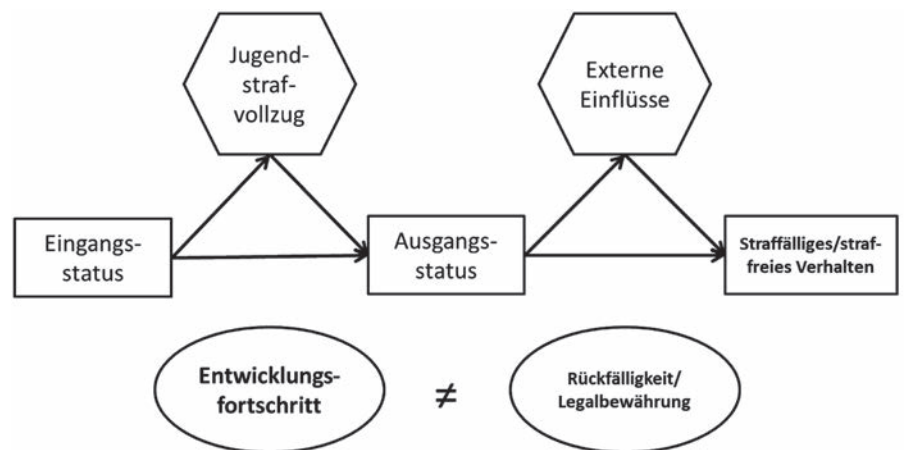 Jugend-
straf-
vollzug
Externe
Einflüsse
Eingangs-
status
Ausgangs-
status
Straffälliges/straf-
freies Verhalten
Entwicklungs-
fortschritt
≠
Rückfälligkeit/
Legalbewährung